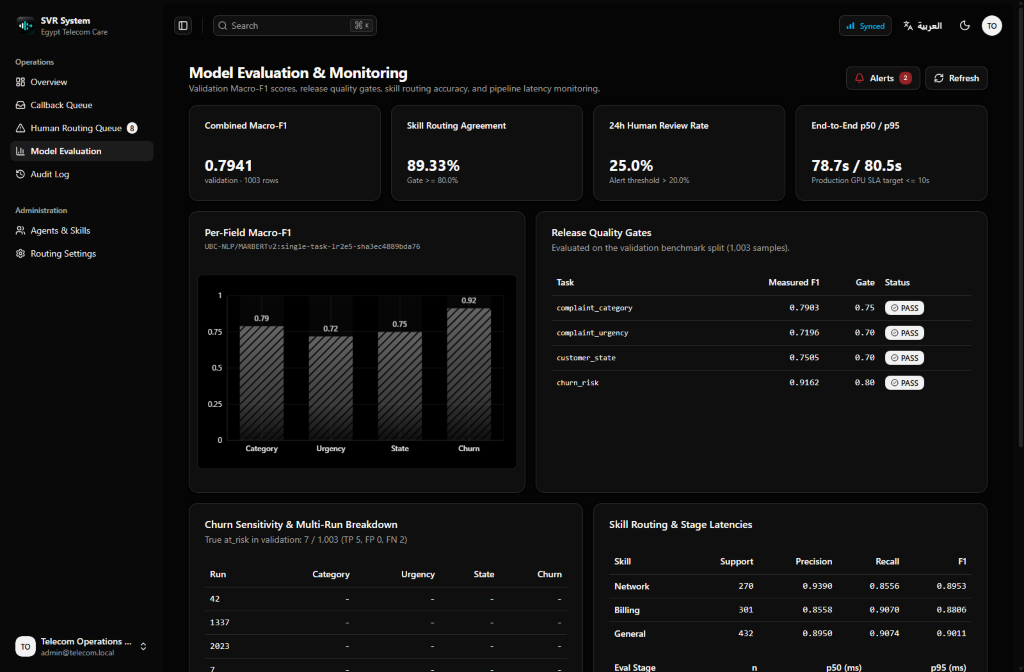 SVR System
Egypt Telecom Care
Operations
Overview
Callback Queue
Human Routing Queue 8
Model Evaluation
Audit Log
Administration
Agents & Skills
Routing Settings
TO
Telecom Operations ...
admin@telecom.local
Search ⌘ K
Synced
العربية
TO
Model Evaluation & Monitoring
Validation Macro-F1 scores, release quality gates, skill routing accuracy, and pipeline latency monitoring.
Alerts 2
Refresh
Combined Macro-F1
0.7941
validation · 1003 rows
Skill Routing Agreement
89.33%
Gate >= 80.0%
24h Human Review Rate
25.0%
Alert threshold > 20.0%
End-to-End p50 / p95
78.7s / 80.5s
Production GPU SLA target <= 10s
Per-Field Macro-F1
UBC-NLP/MARBERTv2:single-task-lr2e5-sha3ec4889bda76
1
0.75
0.5
0.25
0
0.79
0.72
0.75
0.92
Category
Urgency
State
Churn
Release Quality Gates
Evaluated on the validation benchmark split (1,003 samples).
Task Measured F1 Gate Status
complaint_category 0.7903 0.75 PASS
complaint_urgency 0.7196 0.70 PASS
customer_state 0.7505 0.70 PASS
churn_risk 0.9162 0.80 PASS
Churn Sensitivity & Multi-Run Breakdown
True at_risk in validation: 7 / 1,003 (TP 5, FP 0, FN 2)
Run Category Urgency State Churn
42 - - - -
1337 - - - -
2023 - - - -
7 - - - -
Skill Routing & Stage Latencies
Skill Support Precision Recall F1
Network 270 0.9390 0.8556 0.8953
Billing 301 0.8558 0.9070 0.8806
General 432 0.8950 0.9074 0.9011
Eval Stage n p50 (ms) p95 (ms)